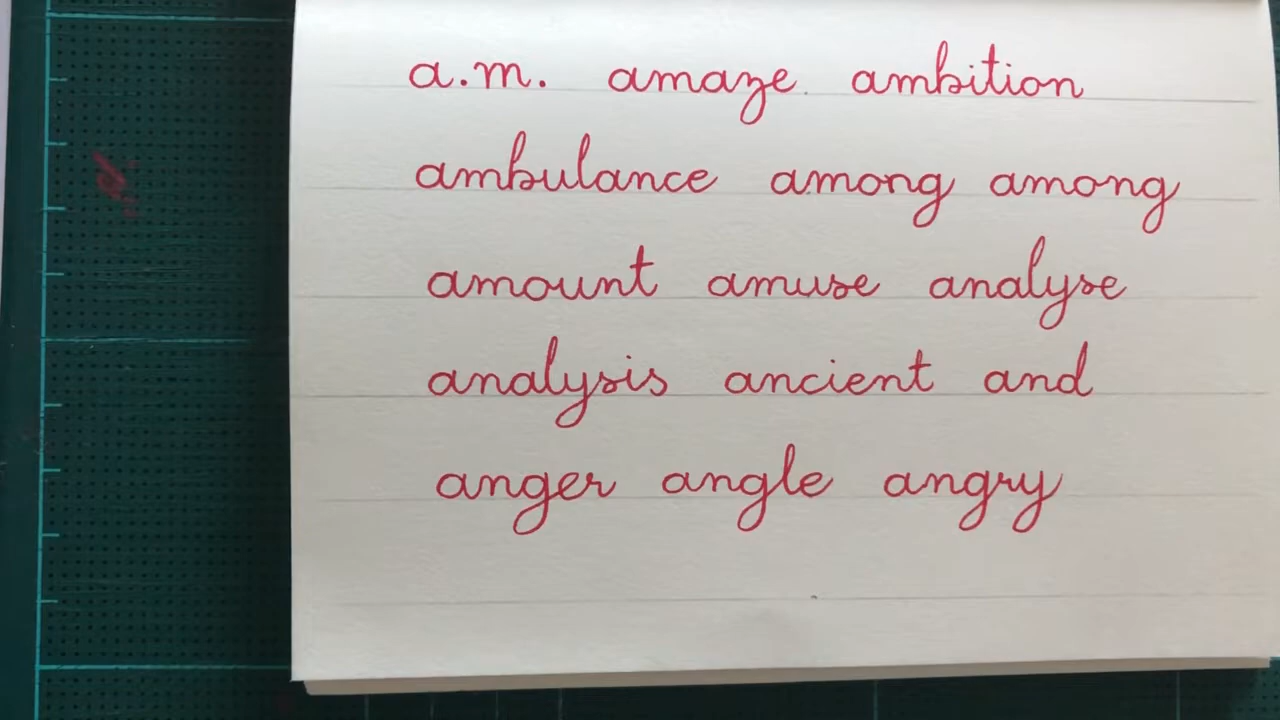 a.m. amaze ambition
ambulance among among
amount amuse analyse
analysis ancient and
anger angle angry